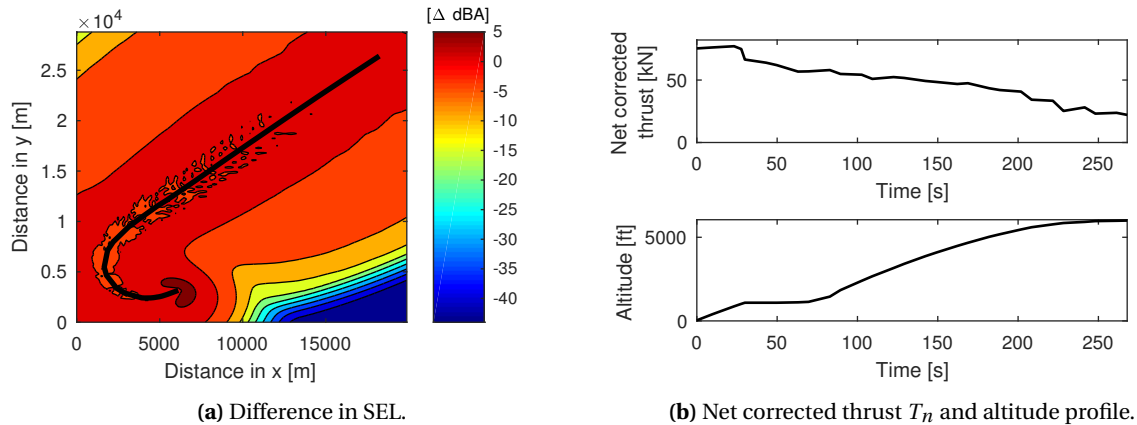 ×10⁴
[Δ dBA]
2.5
2
1.5
1
0.5
0
Distance in y [m]
0 5000 10000 15000
Distance in x [m]
5
0
-5
-10
-15
-20
-25
-30
-35
-40
(a) Difference in SEL.
Net corrected
thrust [kN]
50
0
0 50 100 150 200 250
Time [s]
Altitude [ft]
5000
0
0 50 100 150 200 250
Time [s]
(b) Net corrected thrust Tₙ and altitude profile.